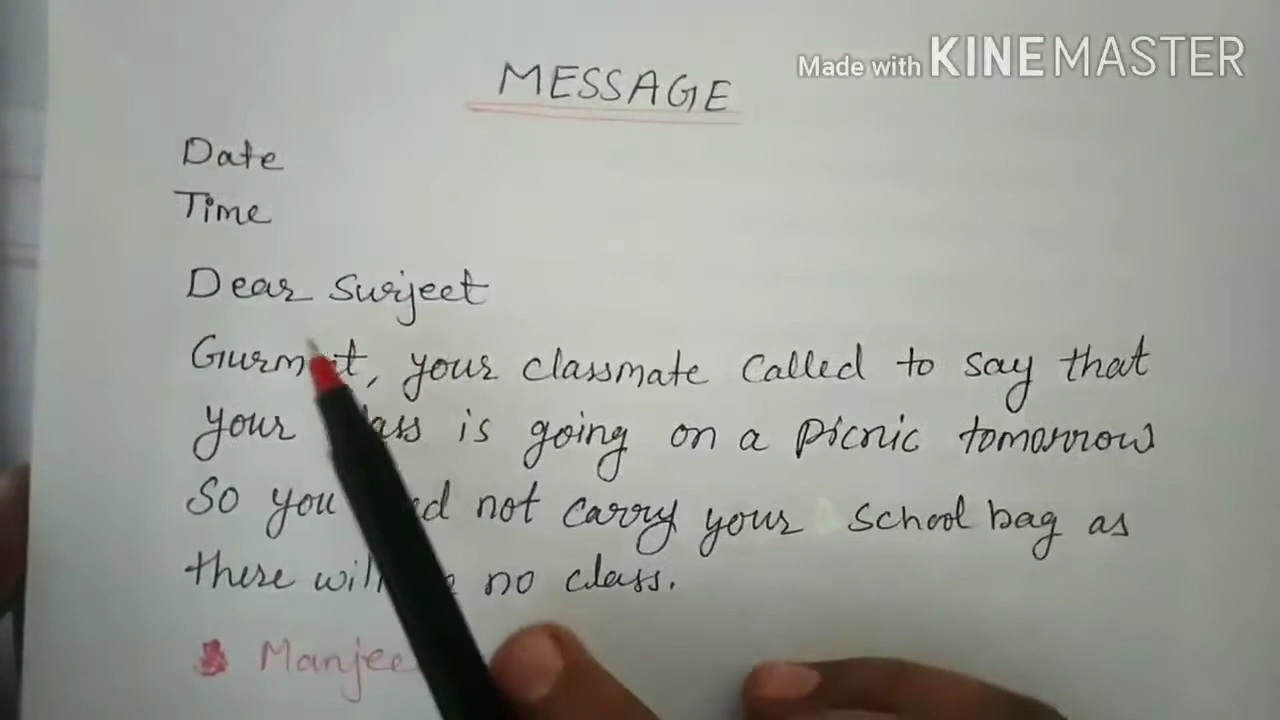 Made with KINEMASTER
MESSAGE
Date
Time
Dear Surjeet
your classmate called to say that
your is going on a picnic tomorrow
So you not carry your school bag as
there no class.